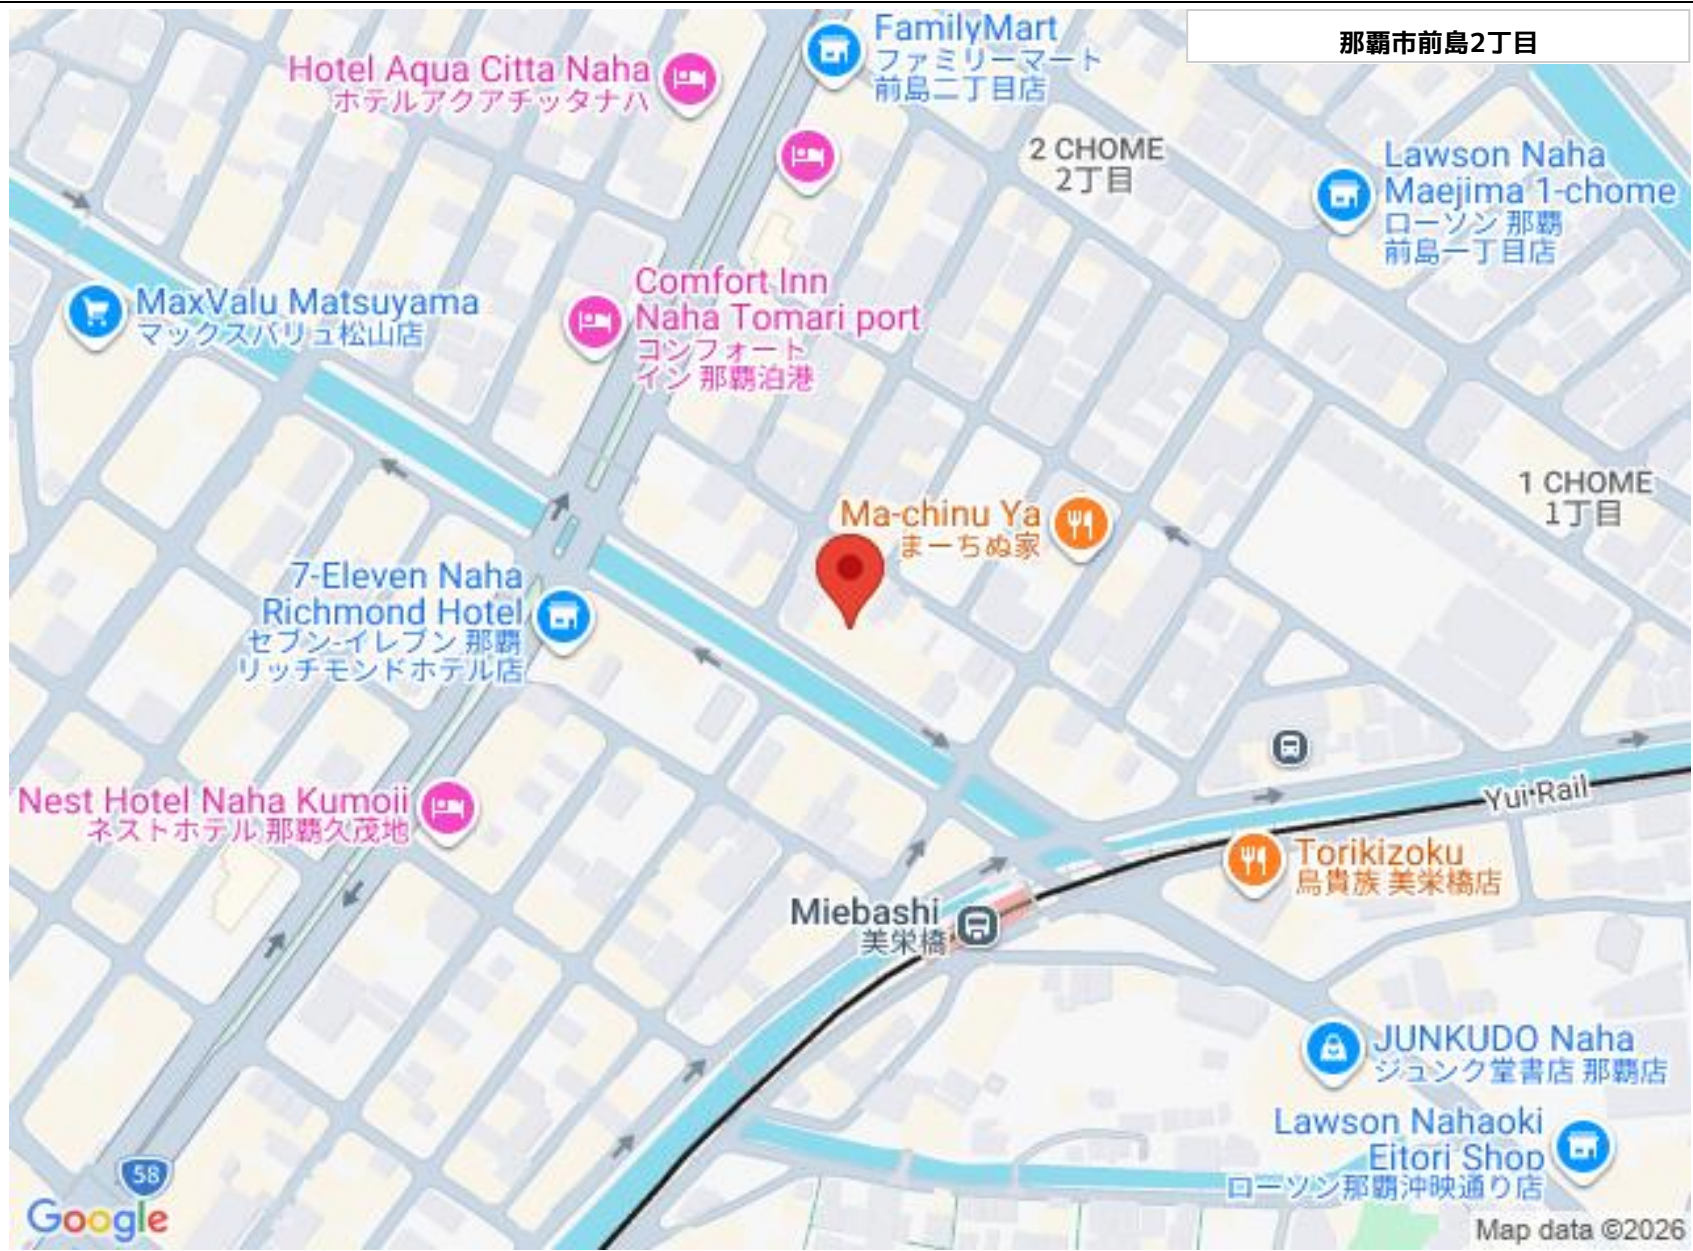 那覇市前島2丁目
FamilyMart
ファミリーマート
前島二丁目店
Hotel Aqua Citta Naha
ホテルアクアチッタナハ
2 CHOME
2丁目
Lawson Naha
Maejima 1-chome
ローソン 那覇
前島一丁目店
MaxValu Matsuyama
マックスバリュ松山店
Comfort Inn
Naha Tomari port
コンフォート
イン 那覇泊港
1 CHOME
1丁目
Ma-chinu Ya
まーちぬ家
7-Eleven Naha
Richmond Hotel
セブン-イレブン 那覇
リッチモンドホテル店
Nest Hotel Naha Kumoji
ネストホテル 那覇久茂地
Yui Rail
Torikizoku
鳥貴族 美栄橋店
Miebashi
美栄橋
JUNKUDO Naha
ジュンク堂書店 那覇店
Lawson Nahaoki
Eitori Shop
ローソン那覇沖映通り店
58
Google
Map data ©2026